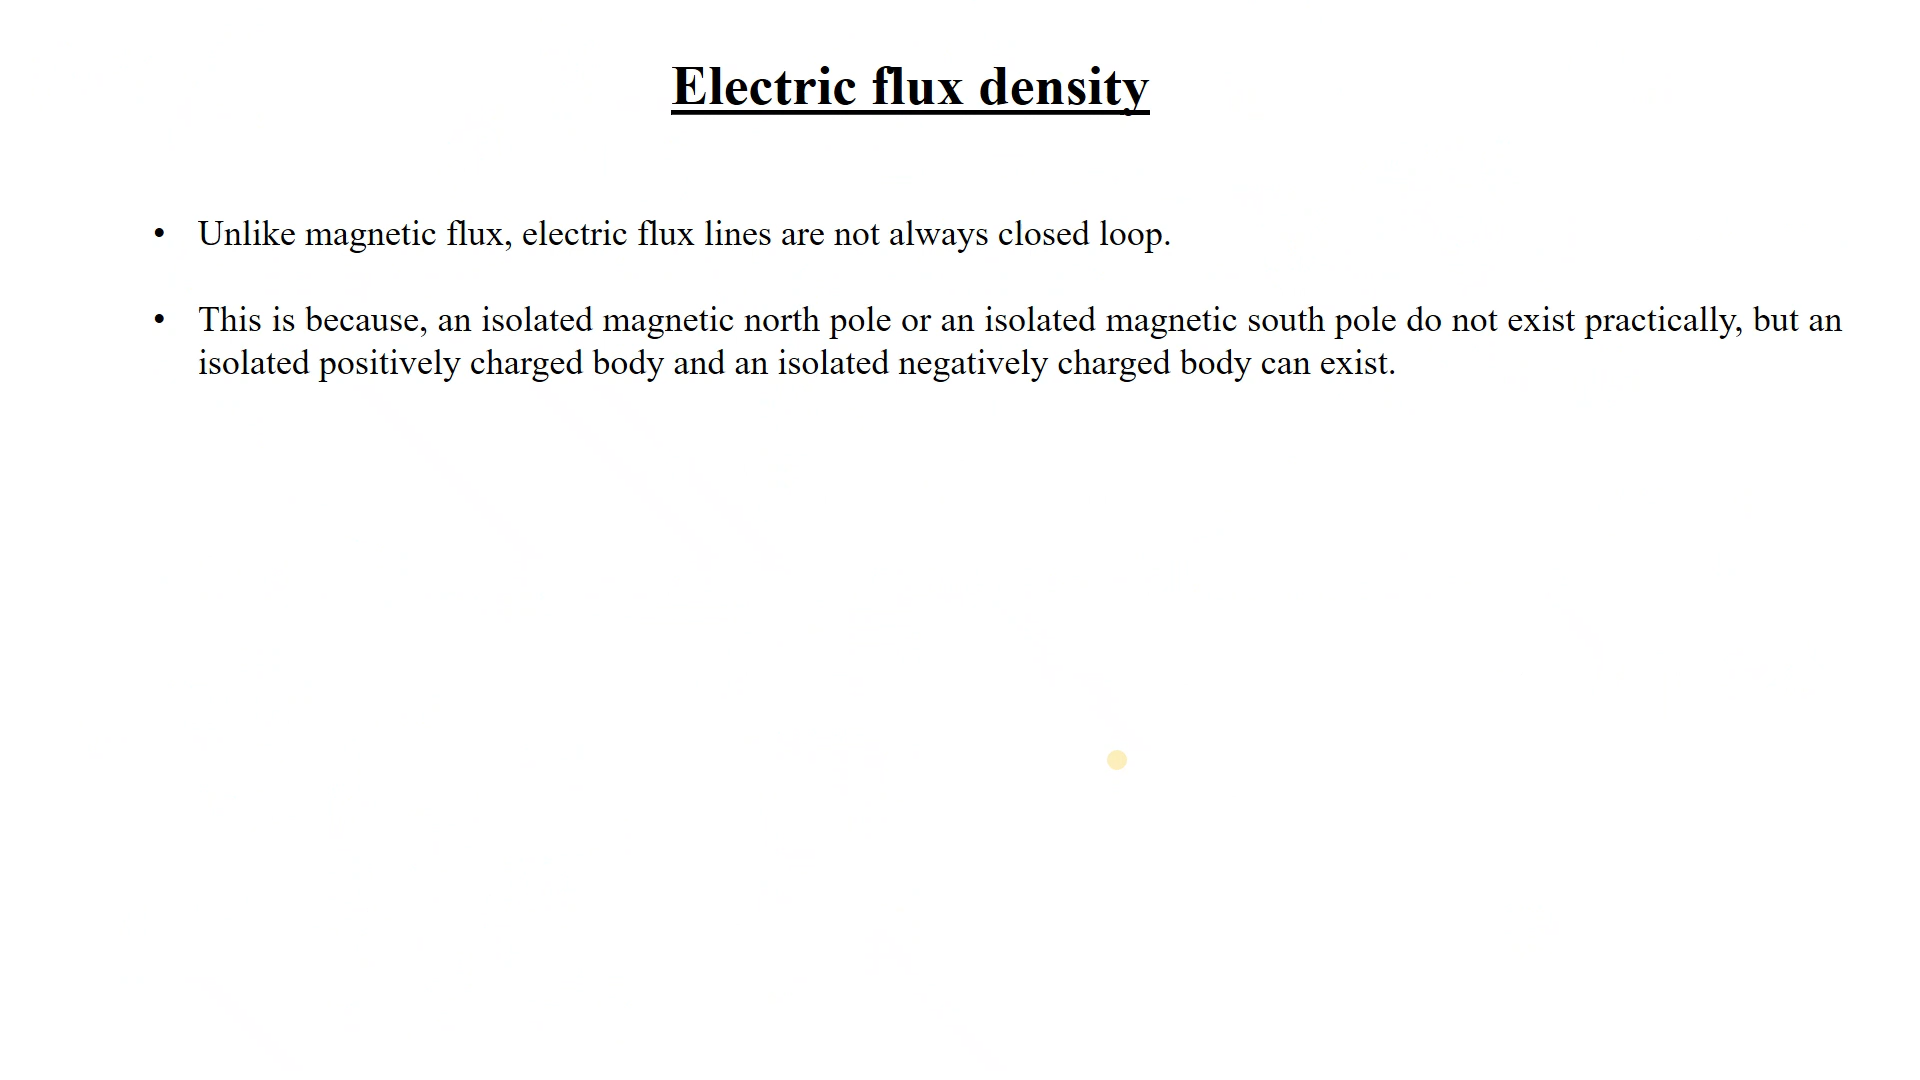 Electric flux density
• Unlike magnetic flux, electric flux lines are not always closed loop.
• This is because, an isolated magnetic north pole or an isolated magnetic south pole do not exist practically, but an
isolated positively charged body and an isolated negatively charged body can exist.